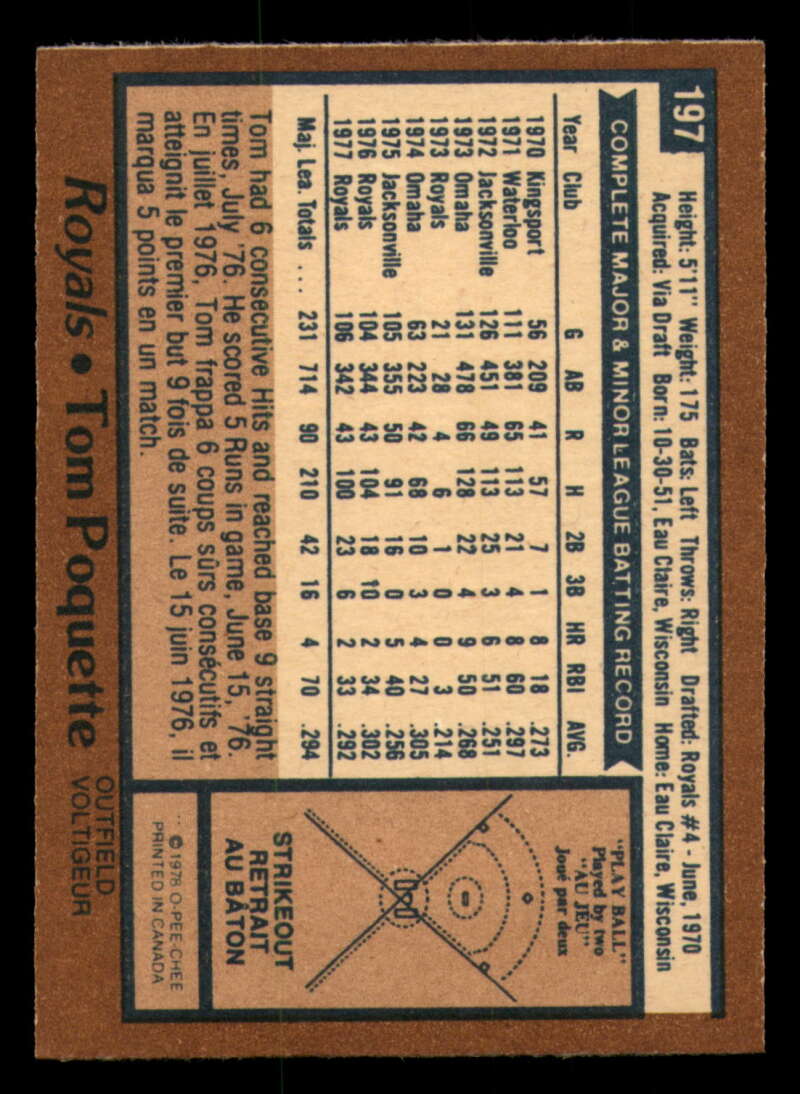 197
Height: 5'11" Weight: 175 Bats: Left Throws: Right Drafted: Royals #4 - June, 1970
Acquired: Via Draft Born: 10-30-51, Eau Claire, Wisconsin Home: Eau Claire, Wisconsin
COMPLETE MAJOR & MINOR LEAGUE BATTING RECORD
Year Club G AB R H 2B 3B HR RBI AVG.
1970 Kingsport 56 209 41 57 7 1 8 18 .273
1971 Waterloo 111 381 65 113 21 4 8 60 .297
1972 Jacksonville 126 451 49 113 25 3 6 51 .251
1973 Omaha 131 478 66 128 22 4 9 50 .268
1973 Royals 21 28 4 6 1 0 0 3 .214
1974 Omaha 63 223 42 68 10 3 4 27 .305
1975 Jacksonville 105 355 50 91 16 0 5 40 .256
1976 Royals 104 344 43 104 18 10 2 34 .302
1977 Royals 106 342 43 100 23 6 2 33 .292
Maj. Lea. Totals .... 231 714 90 210 42 16 4 70 .294
Tom had 6 consecutive Hits and reached base 9 straight
times, July '76. He scored 5 Runs in game, June 15, '76.
En juillet 1976, Tom frappa 6 coups sûrs consécutifs et
atteignit le premier but 9 fois de suite. Le 15 juin 1976, il
marqua 5 points en un match.
"PLAY BALL"
Played by two
"AU JEU"
Joué par deux
STRIKEOUT
RETRAIT
AU BÂTON
© 1978 O-PEE-CHEE
PRINTED IN CANADA
Royals • Tom Poquette
OUTFIELD
VOLTIGEUR